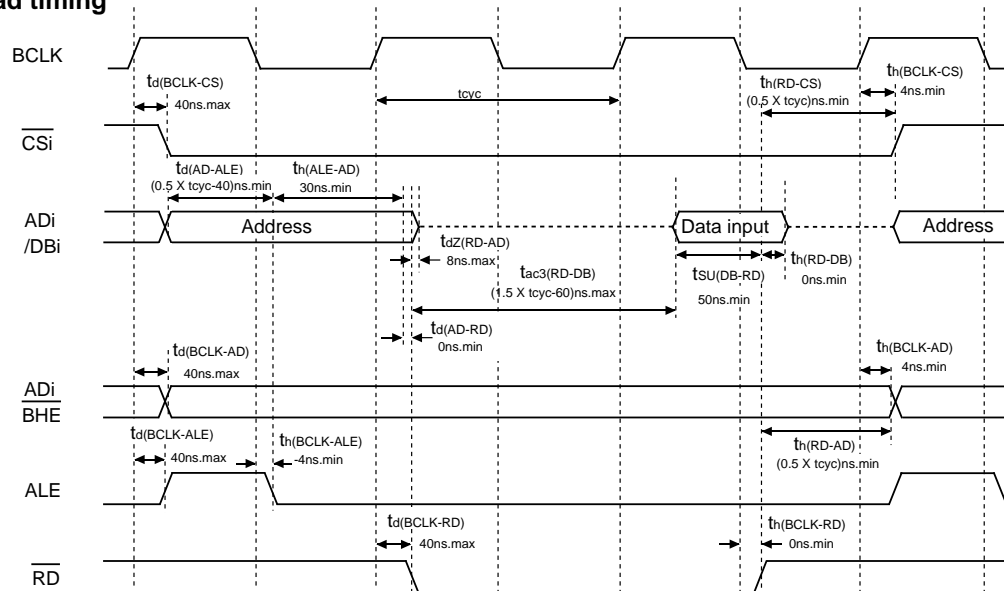 ad timing
BCLK
td(BCLK-CS)
40ns.max
tcyc
th(RD-CS)
(0.5 X tcyc)ns.min
th(BCLK-CS)
4ns.min
CSi
td(AD-ALE)
(0.5 X tcyc-40)ns.min
th(ALE-AD)
30ns.min
ADi
/DBi
Address
Data input
Address
tdZ(RD-AD)
8ns.max
tac3(RD-DB)
(1.5 X tcyc-60)ns.max
tSU(DB-RD)
50ns.min
th(RD-DB)
0ns.min
td(AD-RD)
0ns.min
td(BCLK-AD)
40ns.max
th(BCLK-AD)
4ns.min
ADi
BHE
td(BCLK-ALE)
40ns.max
th(BCLK-ALE)
-4ns.min
th(RD-AD)
(0.5 X tcyc)ns.min
ALE
td(BCLK-RD)
40ns.max
th(BCLK-RD)
0ns.min
RD